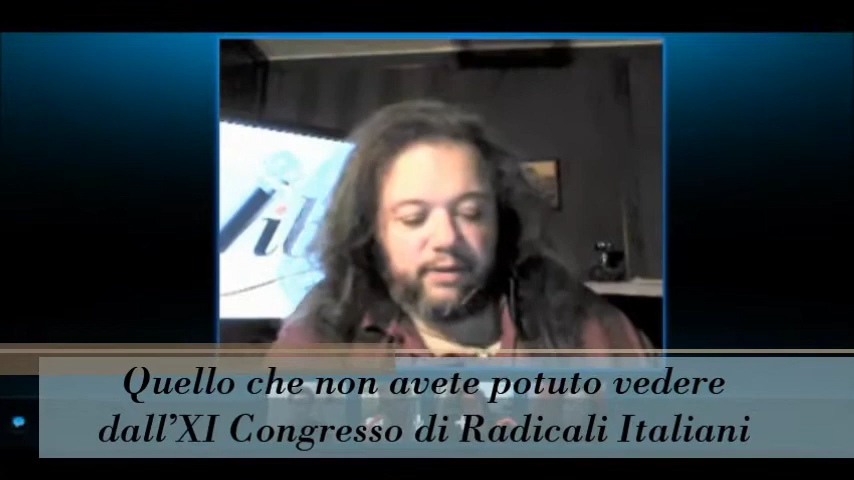 Quello che non avete potuto vedere
dall'XI Congresso di Radicali Italiani